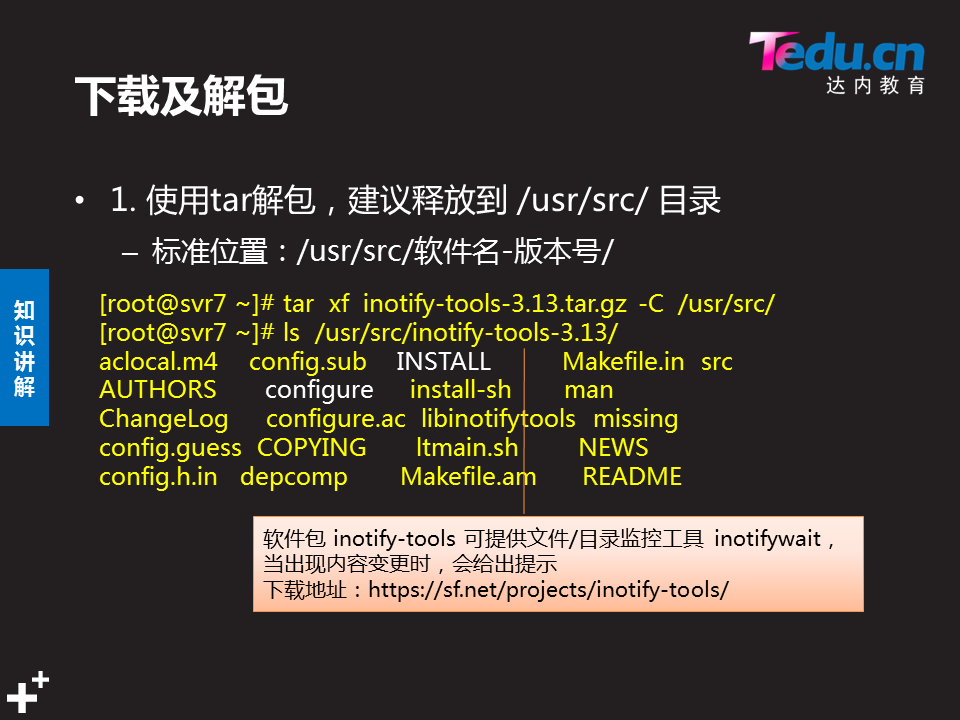 Tedu.cn
达内教育
下载及解包
• 1. 使用tar解包，建议释放到 /usr/src/ 目录
– 标准位置：/usr/src/软件名-版本号/
知
识
讲
解
[root@svr7 ~]# tar xf inotify-tools-3.13.tar.gz -C /usr/src/
[root@svr7 ~]# ls /usr/src/inotify-tools-3.13/
aclocal.m4 config.sub INSTALL Makefile.in src
AUTHORS configure install-sh man
ChangeLog configure.ac libinotifytools missing
config.guess COPYING ltmain.sh NEWS
config.h.in depcomp Makefile.am README
软件包 inotify-tools 可提供文件/目录监控工具 inotifywait，
当出现内容变更时，会给出提示
下载地址：https://sf.net/projects/inotify-tools/